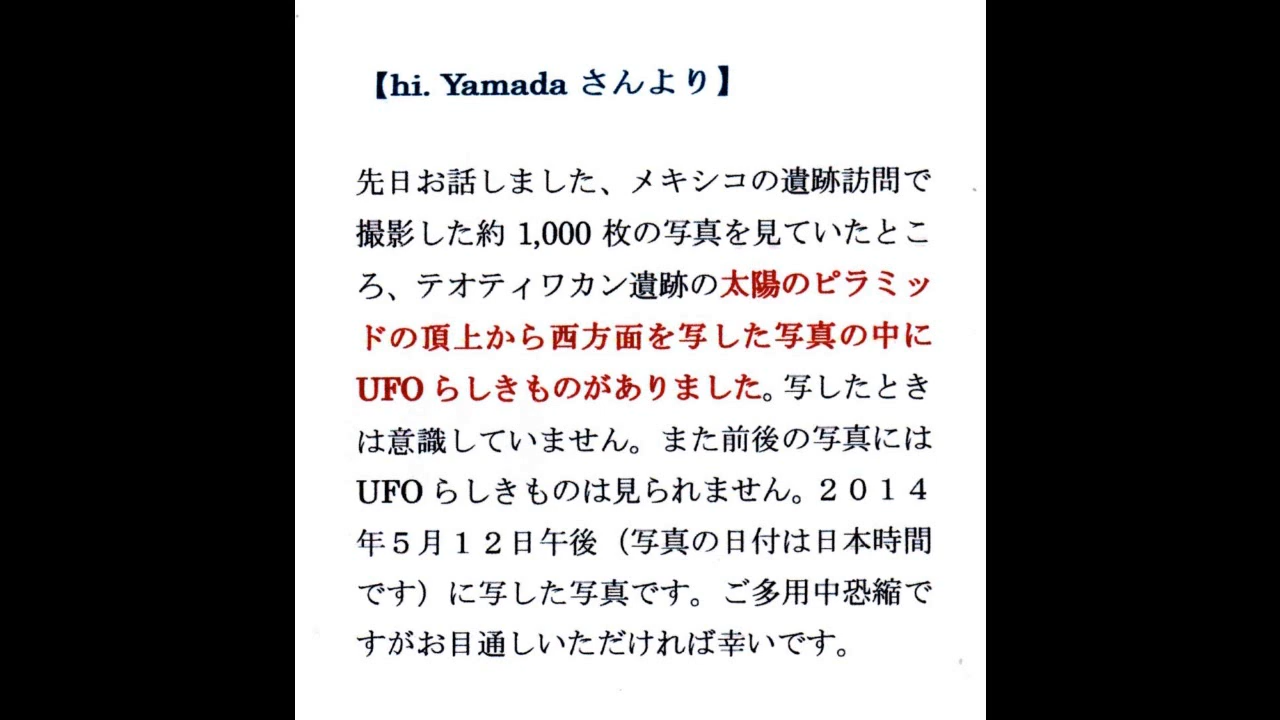 【hi. Yamada さんより】
先日お話しました、メキシコの遺跡訪問で
撮影した約 1,000 枚の写真を見ていたとこ
ろ、テオティワカン遺跡の太陽のピラミッ
ドの頂上から西方面を写した写真の中に
UFO らしきものがありました。写したとき
は意識していません。また前後の写真には
UFO らしきものは見られません。２０１４
年５月１２日午後（写真の日付は日本時間
です）に写した写真です。ご多用中恐縮で
すがお目通しいただければ幸いです。